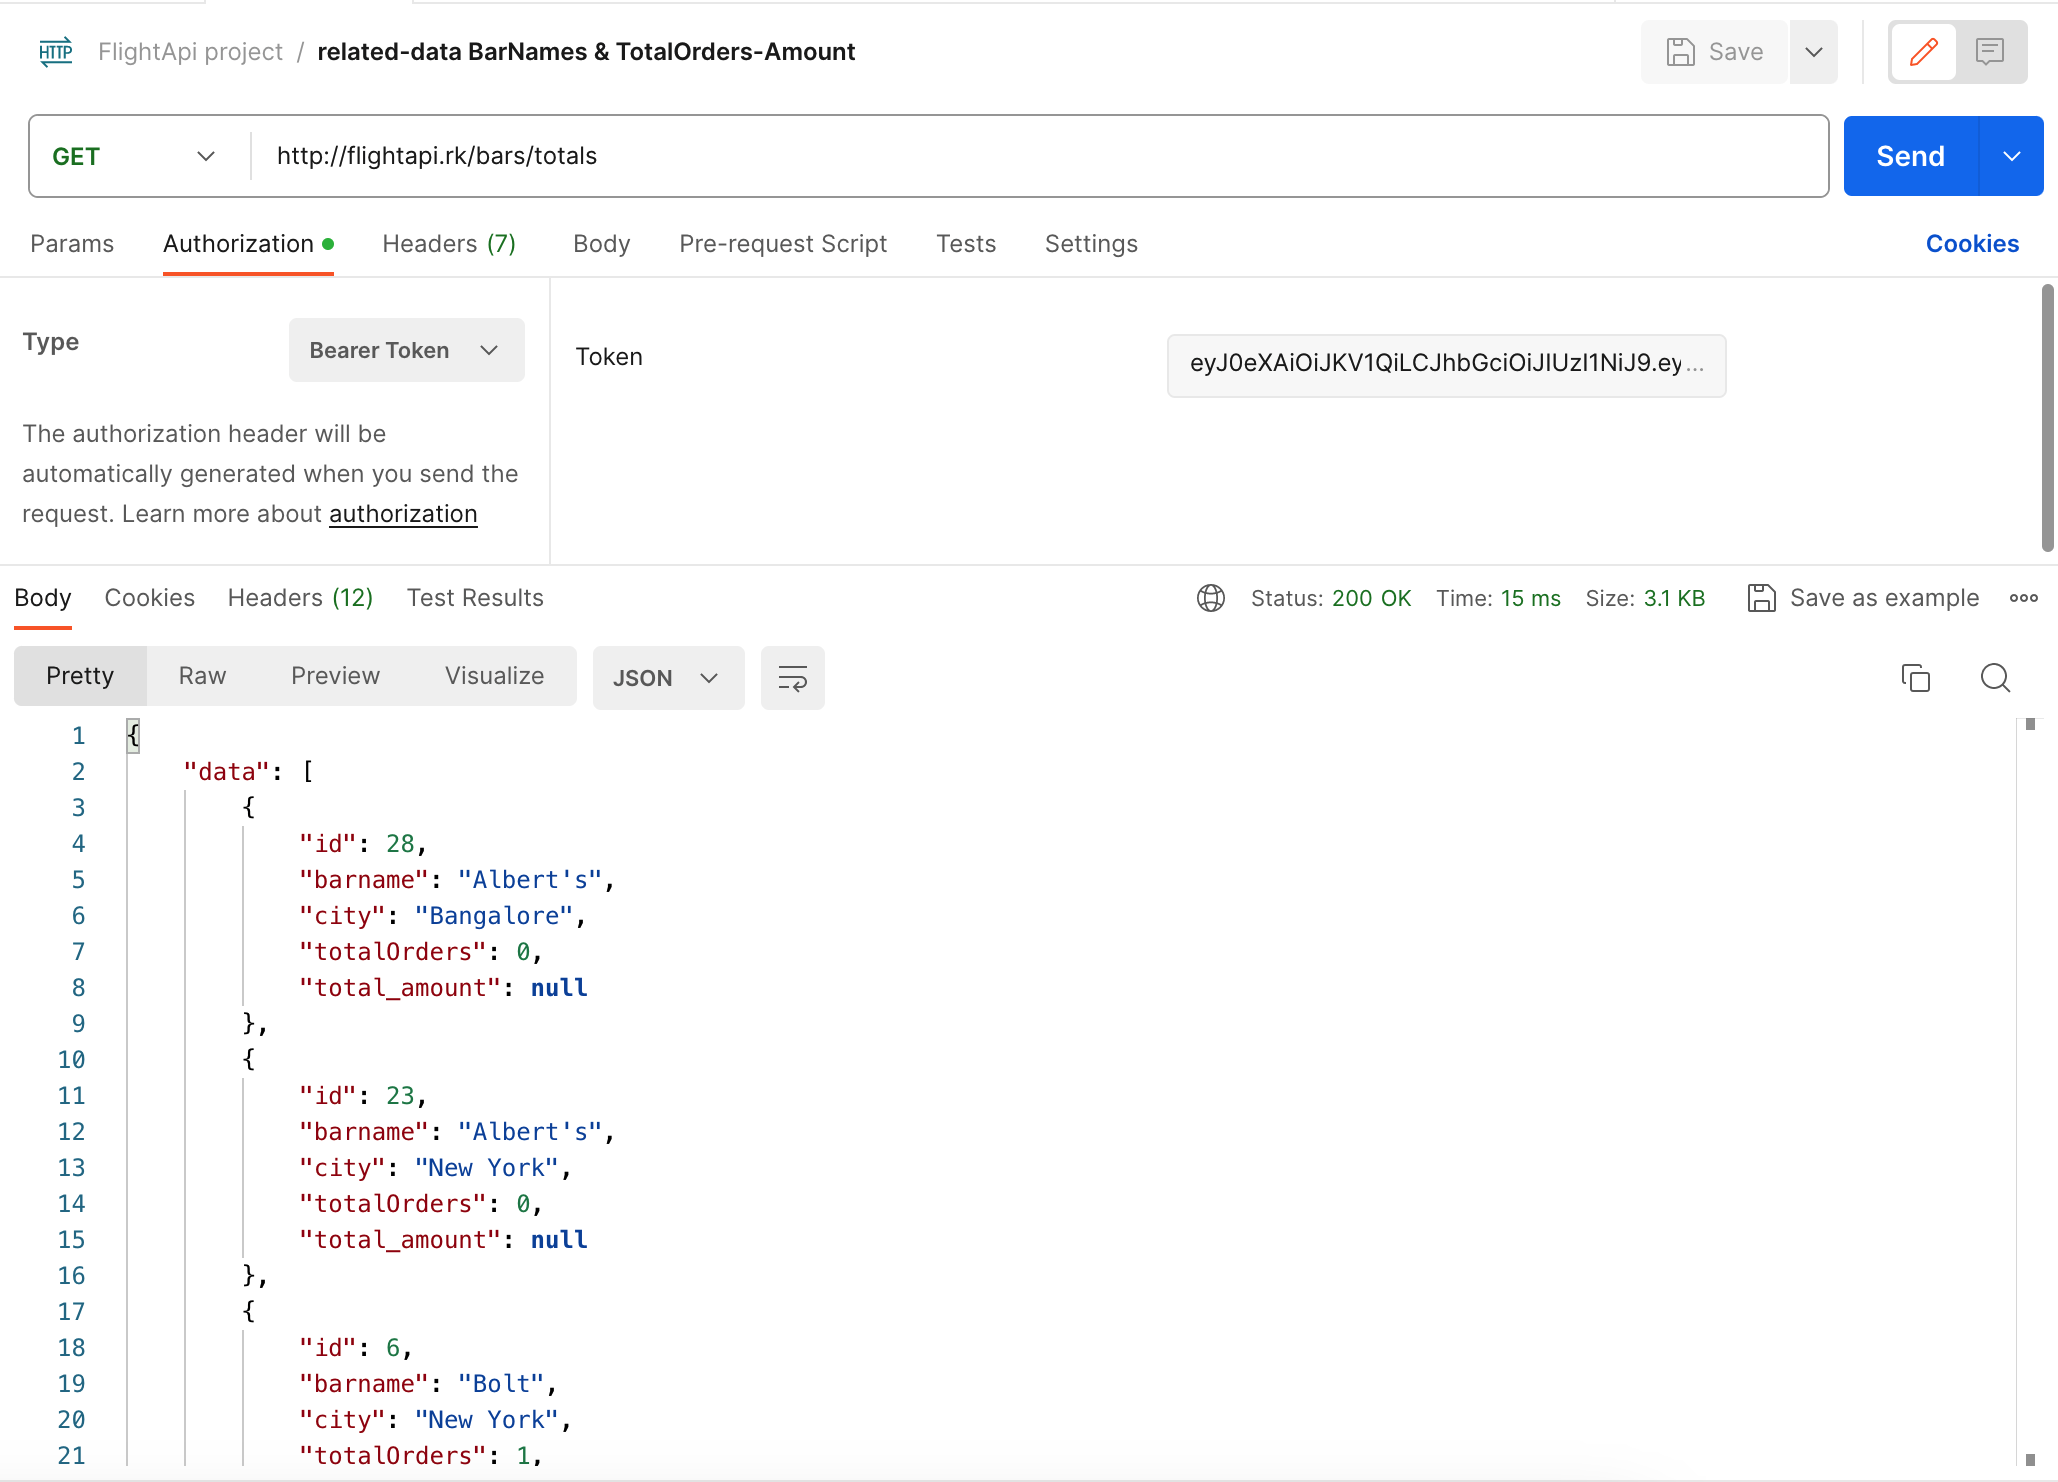 HTTP FlightApi project / related-data BarNames & TotalOrders-Amount Save
GET http://flightapi.rk/bars/totals Send
Params Authorization Headers (7) Body Pre-request Script Tests Settings Cookies
Type Bearer Token Token eyJ0eXAiOiJKV1QiLCJhbGciOiJIUzI1NiJ9.ey...
The authorization header will be
automatically generated when you send the
request. Learn more about authorization
Body Cookies Headers (12) Test Results Status: 200 OK Time: 15 ms Size: 3.1 KB Save as example
Pretty Raw Preview Visualize JSON
1 {
2 "data": [
3 {
4 "id": 28,
5 "barname": "Albert's",
6 "city": "Bangalore",
7 "totalOrders": 0,
8 "total_amount": null
9 },
10 {
11 "id": 23,
12 "barname": "Albert's",
13 "city": "New York",
14 "totalOrders": 0,
15 "total_amount": null
16 },
17 {
18 "id": 6,
19 "barname": "Bolt",
20 "city": "New York",
21 "totalOrders": 1,